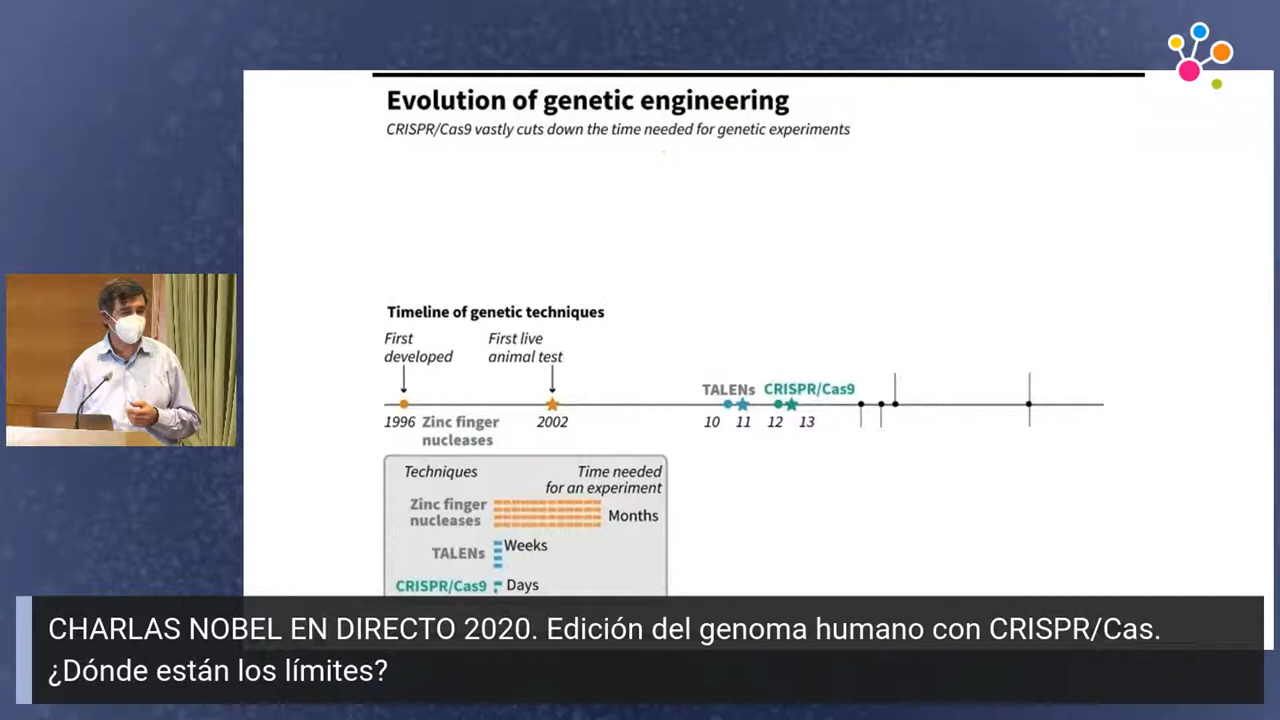 Evolution of genetic engineering
CRISPR/Cas9 vastly cuts down the time needed for genetic experiments
Timeline of genetic techniques
First
developed
First live
animal test
TALENs CRISPR/Cas9
1996 Zinc finger
nucleases
2002
10 11 12 13
Techniques
Time needed
for an experiment
Zinc finger
nucleases
Months
TALENs
Weeks
CRISPR/Cas9
Days
CHARLAS NOBEL EN DIRECTO 2020. Edición del genoma humano con CRISPR/Cas.
¿Dónde están los límites?